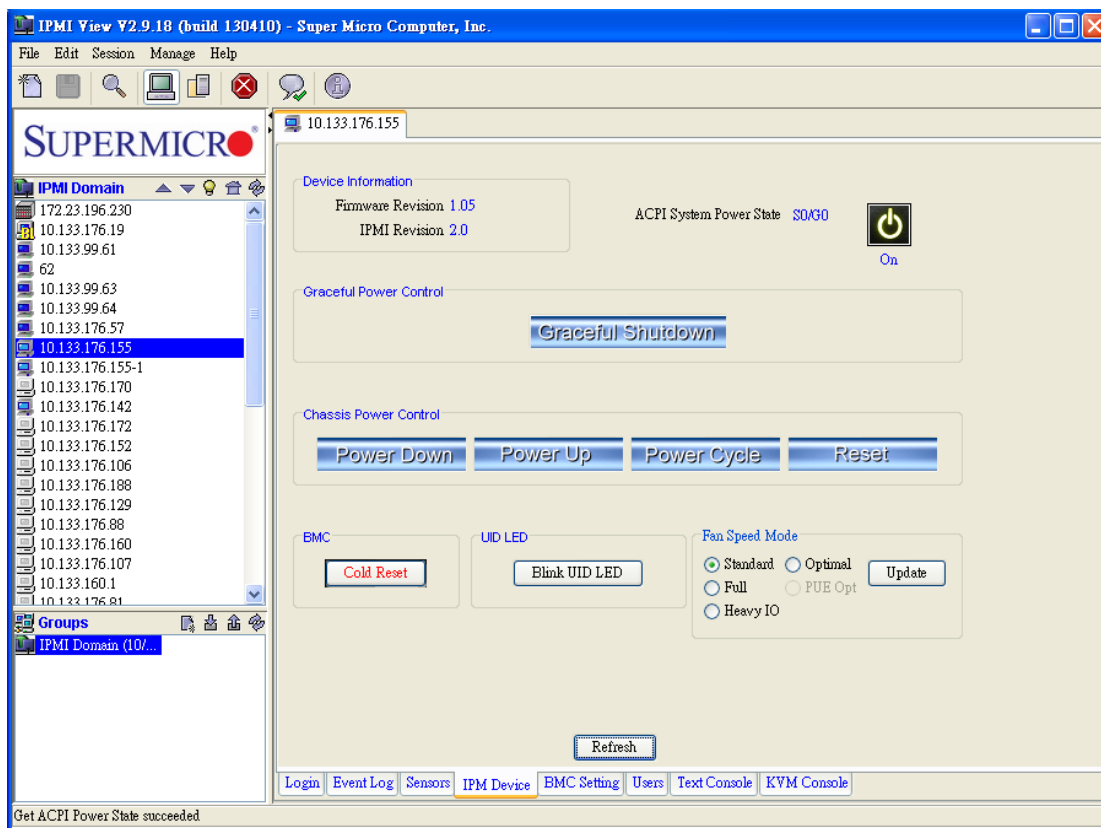 IPMI View V2.9.18 (build 130410) - Super Micro Computer, Inc.
File Edit Session Manage Help
SUPERMICRO®
10.133.176.155
IPMI Domain
172.23.196.230
10.133.176.19
10.133.99.61
62
10.133.99.63
10.133.99.64
10.133.176.57
10.133.176.155
10.133.176.155-1
10.133.176.170
10.133.176.142
10.133.176.172
10.133.176.152
10.133.176.106
10.133.176.188
10.133.176.129
10.133.176.88
10.133.176.160
10.133.176.107
10.133.160.1
10.133.176.81
Groups
IPMI Domain (10/...
Device Information
Firmware Revision 1.05
IPMI Revision 2.0
ACPI System Power State S0/G0
On
Graceful Power Control
Graceful Shutdown
Chassis Power Control
Power Down Power Up Power Cycle Reset
BMC
Cold Reset
UID LED
Blink UID LED
Fan Speed Mode
Standard Optimal
Full PUE Opt
Heavy IO
Update
Refresh
Login Event Log Sensors IPM Device BMC Setting Users Text Console KVM Console
Get ACPI Power State succeeded